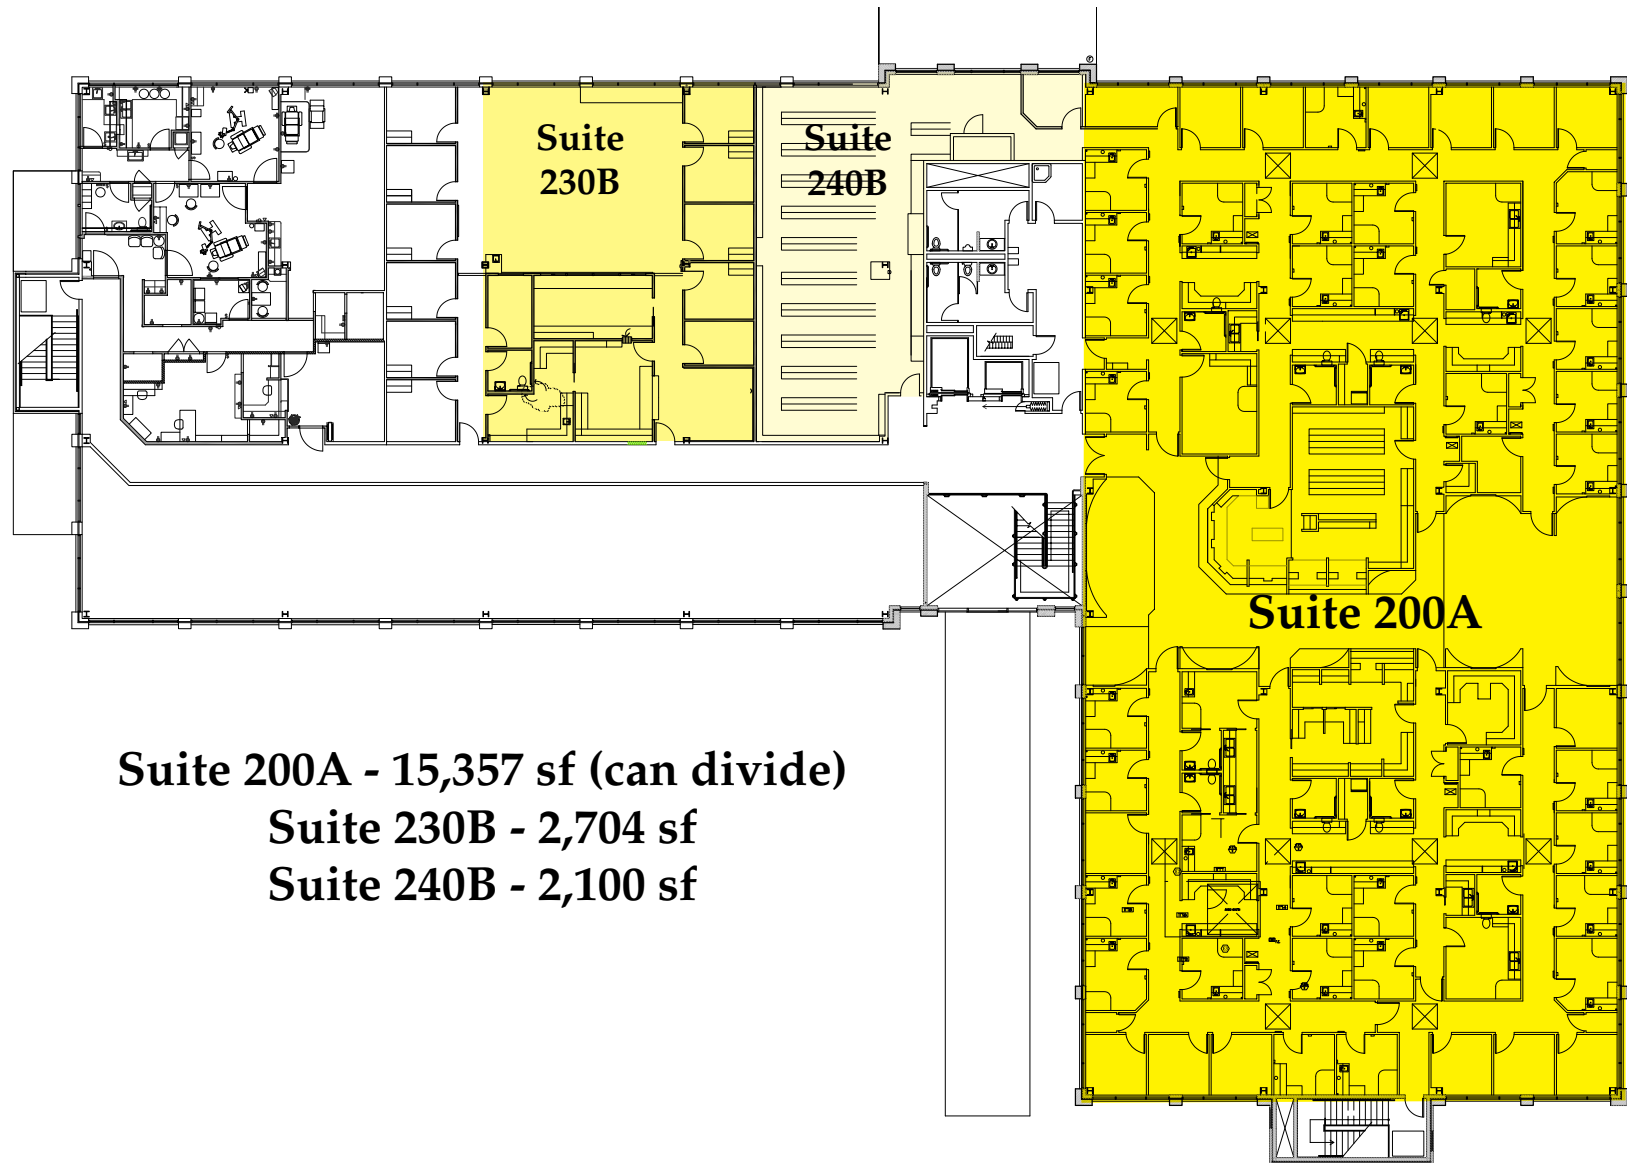 Suite
230B
Suite
240B
Suite 200A
Suite 200A - 15,357 sf (can divide)
Suite 230B - 2,704 sf
Suite 240B - 2,100 sf